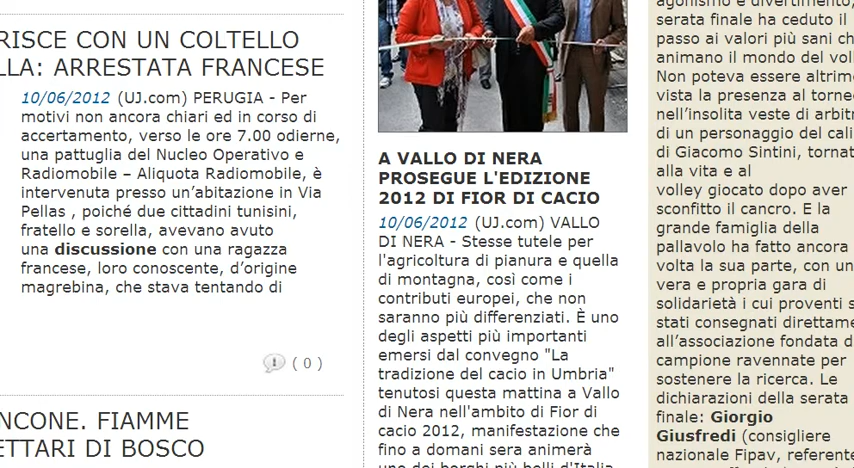 RISCE CON UN COLTELLO
LLA: ARRESTATA FRANCESE
10/06/2012 (UJ.com) PERUGIA - Per
motivi non ancora chiari ed in corso di
accertamento, verso le ore 7.00 odierne,
una pattuglia del Nucleo Operativo e
Radiomobile – Aliquota Radiomobile, è
intervenuta presso un’abitazione in Via
Pellas , poiché due cittadini tunisini,
fratello e sorella, avevano avuto
una discussione con una ragazza
francese, loro conoscente, d’origine
magrebina, che stava tentando di
( 0 )
NCONE. FIAMME
ETTARI DI BOSCO
A VALLO DI NERA
PROSEGUE L'EDIZIONE
2012 DI FIOR DI CACIO
10/06/2012 (UJ.com) VALLO
DI NERA - Stesse tutele per
l'agricoltura di pianura e quella
di montagna, così come i
contributi europei, che non
saranno più differenziati. È uno
degli aspetti più importanti
emersi dal convegno "La
tradizione del cacio in Umbria"
tenutosi questa mattina a Vallo
di Nera nell'ambito di Fior di
cacio 2012, manifestazione che
fino a domani sera animerà
uno dei borghi più belli d'Italia
agonismo e divertimento,
serata finale ha ceduto il
passo ai valori più sani ch
animano il mondo del voll
Non poteva essere altrime
vista la presenza al torneo
nell’insolita veste di arbitr
di un personaggio del cali
di Giacomo Sintini, tornat
alla vita e al
volley giocato dopo aver
sconfitto il cancro. E la
grande famiglia della
pallavolo ha fatto ancora
volta la sua parte, con un
vera e propria gara di
solidarietà i cui proventi s
stati consegnati direttame
all’associazione fondata d
campione ravennate per
sostenere la ricerca. Le
dichiarazioni della serata
finale: Giorgio
Giusfredi (consigliere
nazionale Fipav, referente